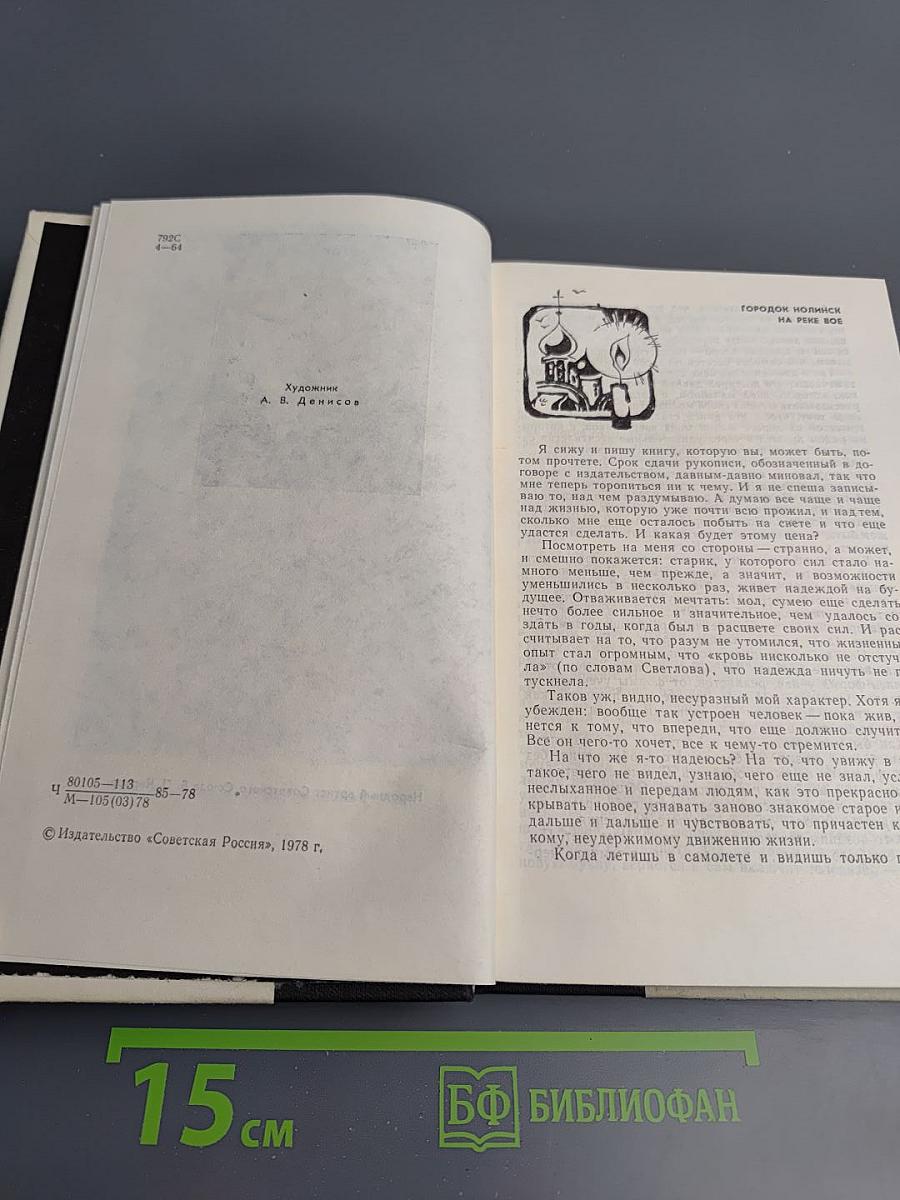 792С
4—64
Художник
А. В. Денисов
Ч 80105—113 85—78
М—105(03)78
© Издательство «Советская Россия», 1978 г,
ГОРОДОК НОЛИНСК
НА РЕКЕ ВОЕ
Я сижу и пишу книгу, которую вы, может быть, по-
том прочтете. Срок сдачи рукописи, обозначенный в до-
говоре с издательством, давным-давно миновал, так что
мне теперь торопиться ни к чему. И я не спеша записы-
ваю то, над чем раздумываю. А думаю все чаще и чаще
над жизнью, которую уже почти всю прожил, и над тем,
сколько мне еще осталось побыть на свете и что еще
удастся сделать. И какая будет этому цена?
Посмотреть на меня со стороны — странно, а может,
и смешно покажется: старик, у которого сил стало на-
много меньше, чем прежде, а значит, и возможности
уменьшились в несколько раз, живет надеждой на бу-
дущее. Отваживается мечтать: мол, сумею еще сделать
нечто более сильное и значительное, чем удалось со
здать в годы, когда был в расцвете своих сил. И рас
считывает на то, что разум не утомился, что жизненны
опыт стал огромным, что «кровь нисколько не отстуч
ла» (по словам Светлова), что надежда ничуть не п
тускнела.
Таков уж, видно, несуразный мой характер. Хотя я
убежден: вообще так устроен человек — пока жив,
нется к тому, что впереди, что еще должно случит
Все он чего-то хочет, все к чему-то стремится.
На что же я-то надеюсь? На то, что увижу в
такое, чего не видел, узнаю, чего еще не знал, усл
неслыханное и передам людям, как это прекрасно
крывать новое, узнавать заново знакомое старое и
дальше и дальше и чувствовать, что причастен к
кому, неудержимому движению жизни.
Когда летишь в самолете и видишь только п
15 см
БФ БИБЛИОФАН